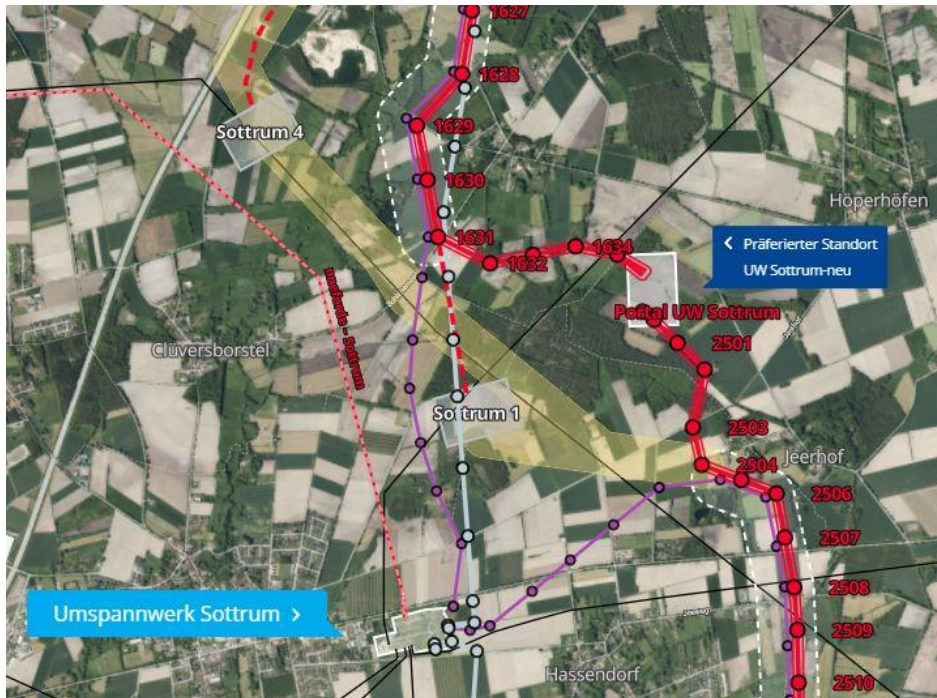 1627
1628
Sottrum 4
1629
1630
Höperhöfen
1631
1634
1632
Präferierter Standort
UW Sottrum-neu
Portal UW Sottrum
2501
Clüversborstel
Sottrum
Sottrum 1
2503
2504
Jeerhof
2506
2507
2508
Umspannwerk Sottrum
2509
Hassendorf
2510